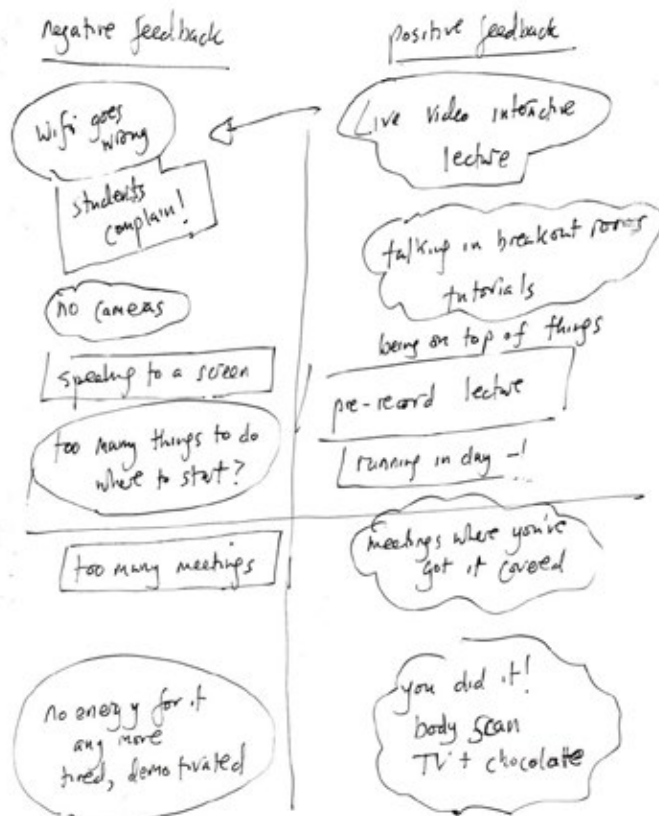 negative feedback
wifi goes
wrong
students
complain!
no cameras
speaking to a screen
too many things to do
where to start?
too many meetings
no energy for it
any more
tired, demotivated
positive feedback
Live video interactive
lecture
talking in breakout rooms
tutorials
being on top of things
pre-record lecture
running in day -!
meetings where you've
got it covered
you did it!
body scan
TV + chocolate